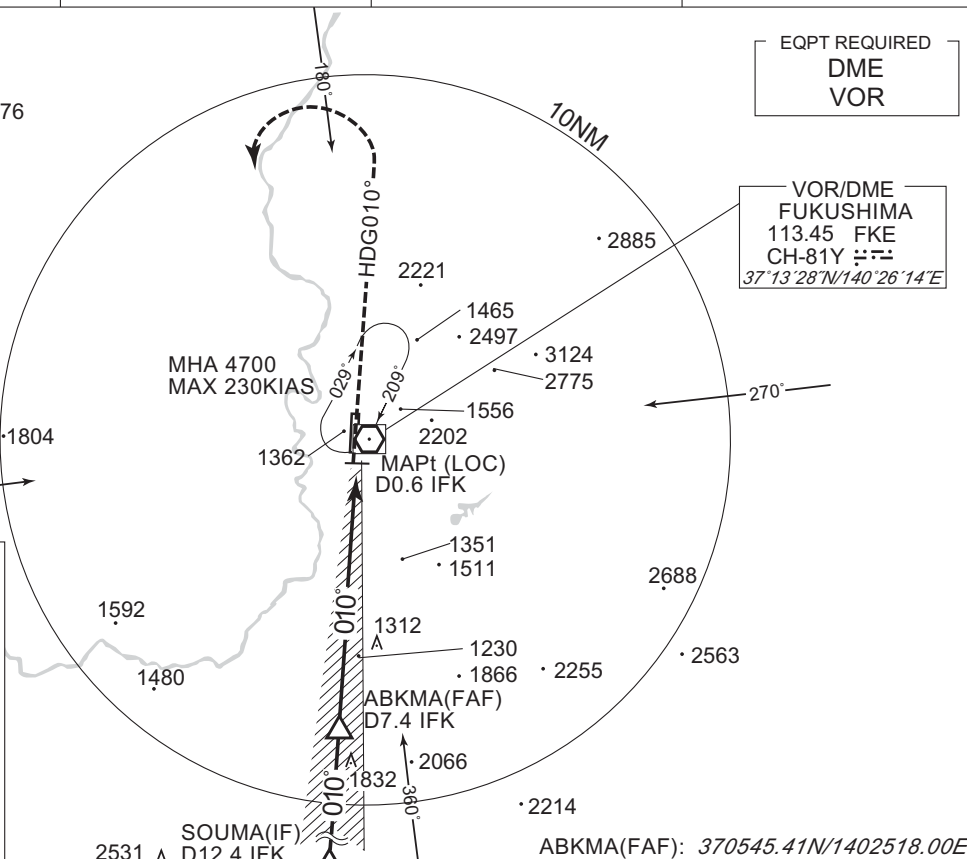 EQPT REQUIRED
DME
VOR
180°
76
10NM
VOR/DME
FUKUSHIMA
113.45 FKE
CH-81Y
37°13´28˝N/140°26´14˝E
HDG010°
2885
2221
1465
2497
3124
2775
MHA 4700
MAX 230KIAS
029°
209°
270°
1556
2202
1804
1362
MAPt (LOC)
D0.6 IFK
1351
1511
2688
1592
010°
1312
1230
2563
1480
1866
2255
ABKMA(FAF)
D7.4 IFK
2066
1832
010°
360°
2214
SOUMA(IF)
2531
D12.4 IFK
ABKMA(FAF): 370545.41N/1402518.00E